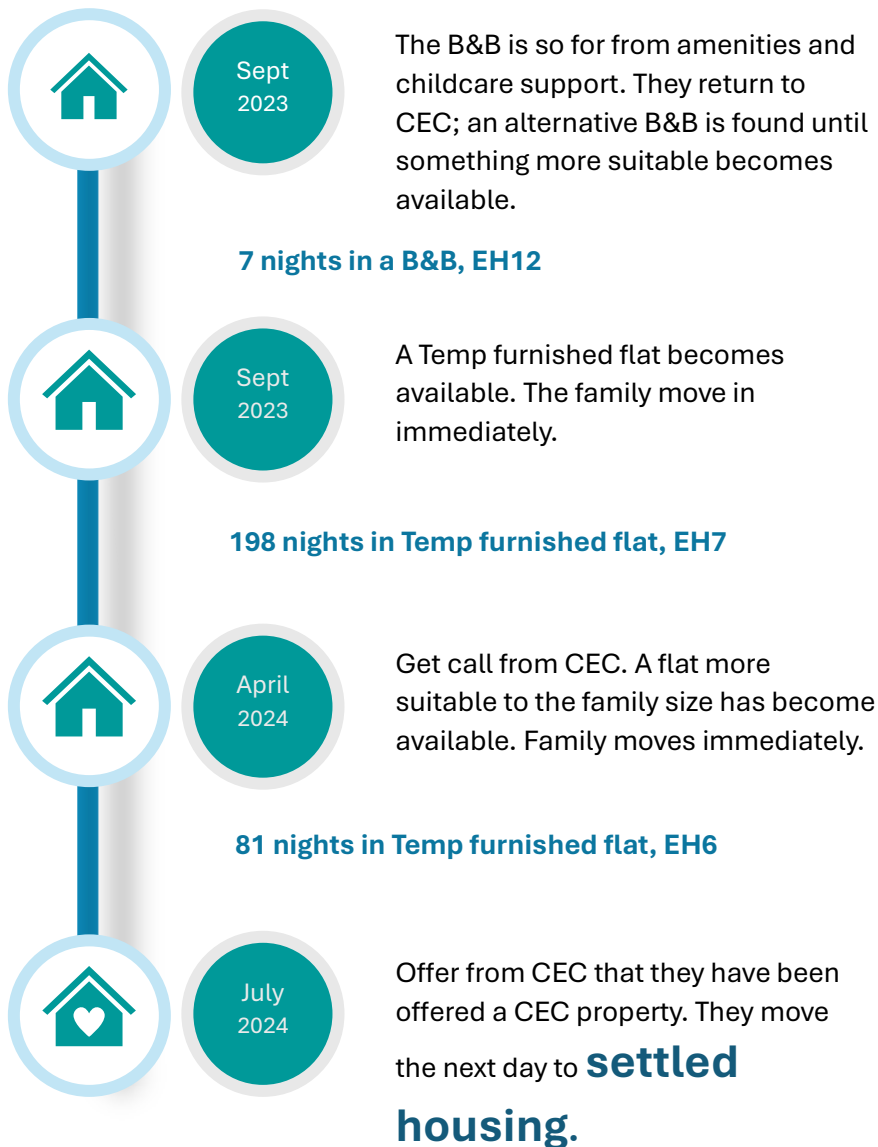 Sept
2023
The B&B is so for from amenities and
childcare support. They return to
CEC; an alternative B&B is found until
something more suitable becomes
available.
7 nights in a B&B, EH12
Sept
2023
A Temp furnished flat becomes
available. The family move in
immediately.
198 nights in Temp furnished flat, EH7
April
2024
Get call from CEC. A flat more
suitable to the family size has become
available. Family moves immediately.
81 nights in Temp furnished flat, EH6
July
2024
Offer from CEC that they have been
offered a CEC property. They move
the next day to settled
housing.